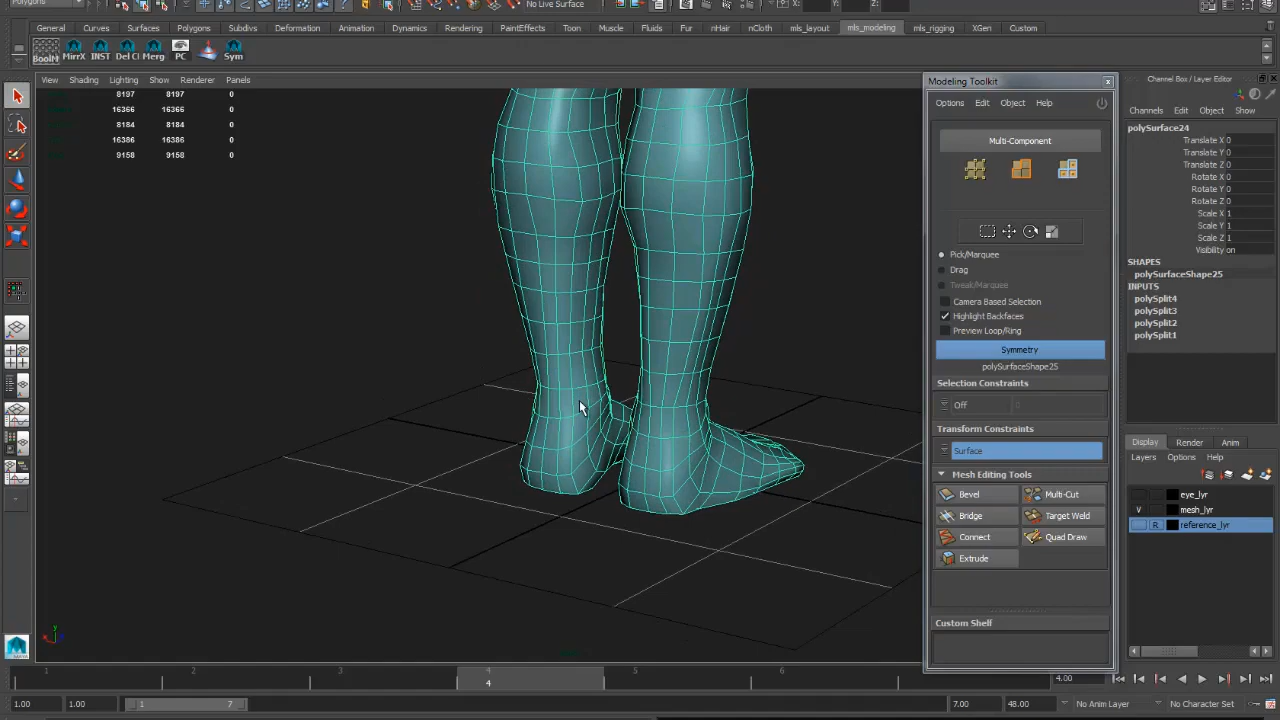 Polygons
No Live Surface
X:
Y:
Z:
General Curves Surfaces Polygons Subdivs Deformation Animation Dynamics Rendering PaintEffects Toon Muscle Fluids Fur nHair nCloth mls_layout mls_modeling mls_rigging XGen Custom
BoolM MirrX INST Del Cl Merg PC Sym
View Shading Lighting Show Renderer Panels
8197 8197 0
16366 16366 0
8184 8184 0
16386 16386 0
9158 9158 0
y
Modeling Toolkit
Options Edit Object Help
Multi-Component
Pick/Marquee
Drag
Tweak/Marquee
Camera Based Selection
Highlight Backfaces
Preview Loop/Ring
Symmetry
polySurfaceShape25
Selection Constraints
Off 0
Transform Constraints
Surface
Mesh Editing Tools
Bevel Multi-Cut
Bridge Target Weld
Connect Quad Draw
Extrude
Custom Shelf
Channel Box / Layer Editor
Channels Edit Object Show
polySurface24
Translate X 0
Translate Y 0
Translate Z 0
Rotate X 0
Rotate Y 0
Rotate Z 0
Scale X 1
Scale Y 1
Scale Z 1
Visibility on
SHAPES
polySurfaceShape25
INPUTS
polySplit4
polySplit3
polySplit2
polySplit1
Display Render Anim
Layers Options Help
eye_lyr
V mesh_lyr
R reference_lyr
1 2 3 4 5 6
4
4.00
1.00 1.00 1 7 7.00 48.00 No Anim Layer No Character Set